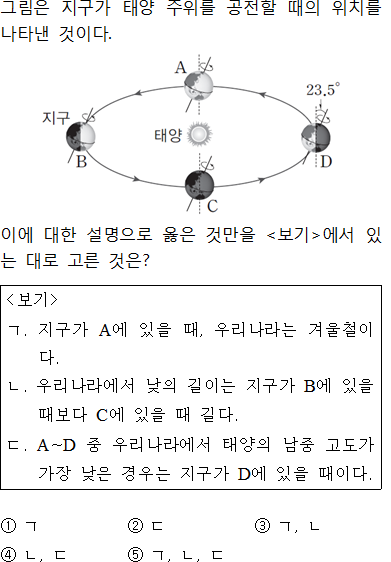 그림은 지구가 태양 주위를 공전할 때의 위치를
나타낸 것이다.
A
23.5°
지구
태양
B
D
C
이에 대한 설명으로 옳은 것만을 <보기>에서 있
는 대로 고른 것은?
<보기>
ㄱ. 지구가 A에 있을 때, 우리나라는 겨울철이
다.
ㄴ. 우리나라에서 낮의 길이는 지구가 B에 있을
때보다 C에 있을 때 길다.
ㄷ. A~D 중 우리나라에서 태양의 남중 고도가
가장 낮은 경우는 지구가 D에 있을 때이다.
① ㄱ ② ㄷ ③ ㄱ, ㄴ
④ ㄴ, ㄷ ⑤ ㄱ, ㄴ, ㄷ